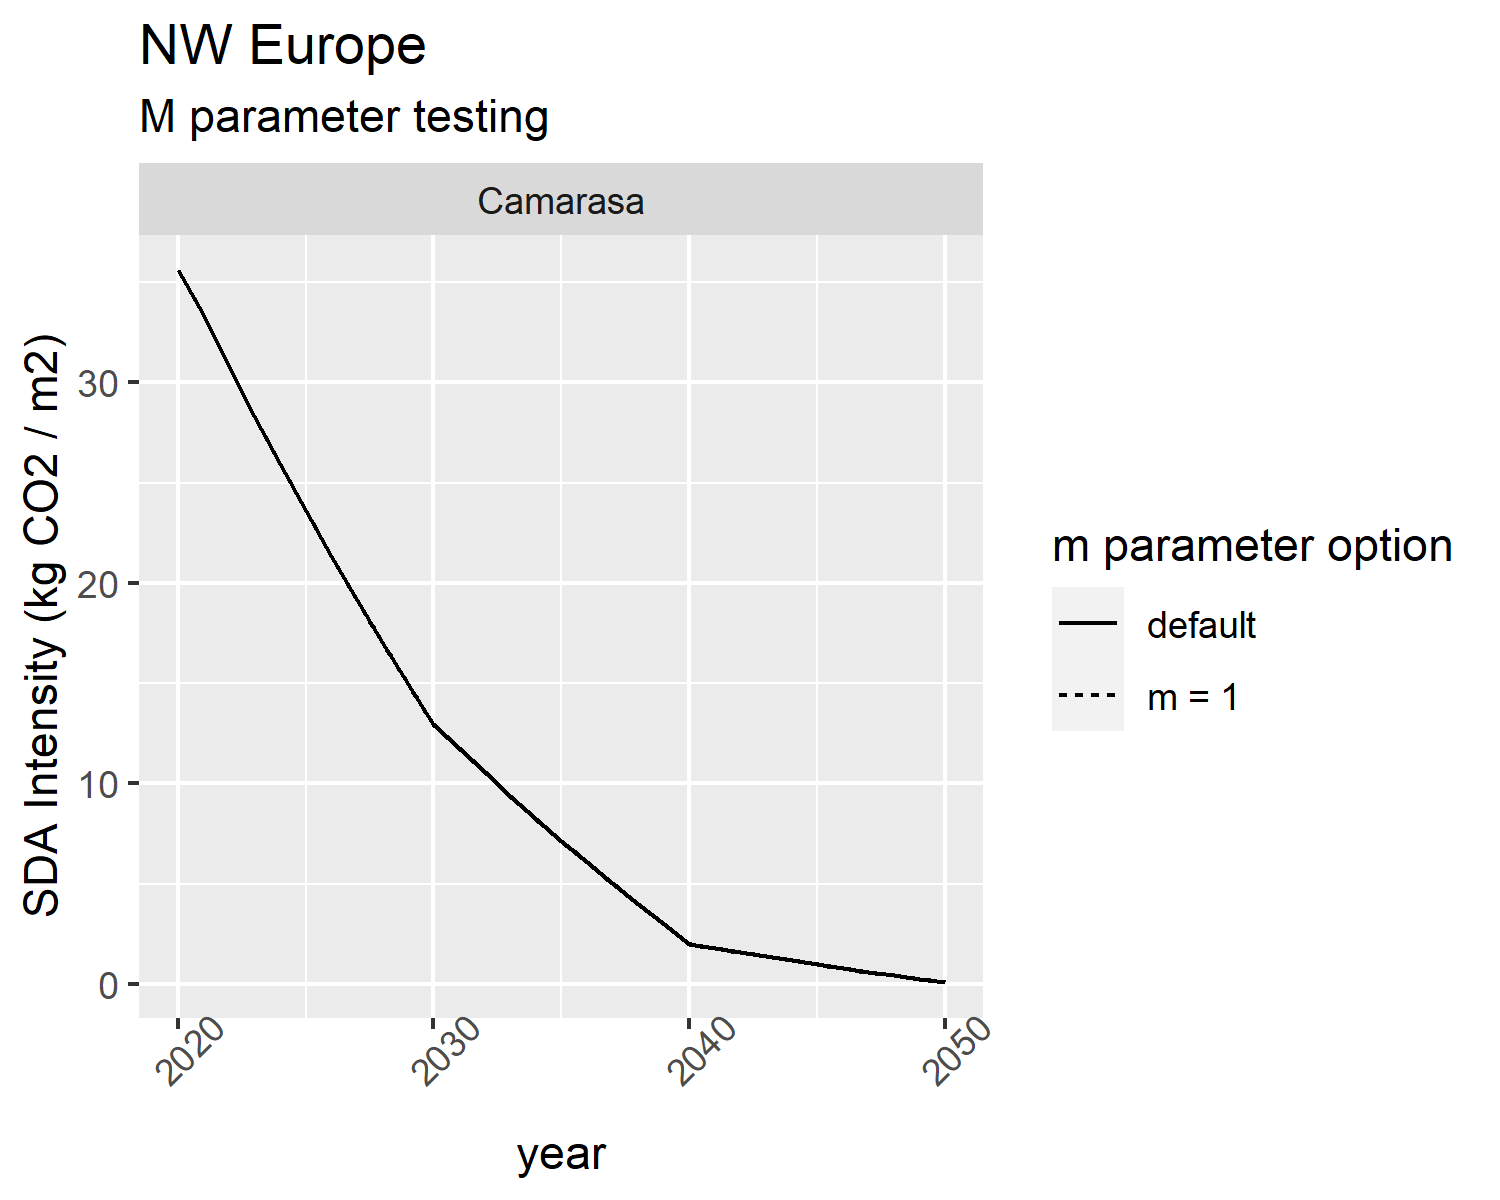 NW Europe
M parameter testing
Camarasa
SDA Intensity (kg CO2 / m2)
30
20
10
0
2020
2030
2040
2050
year
m parameter option
default
m = 1